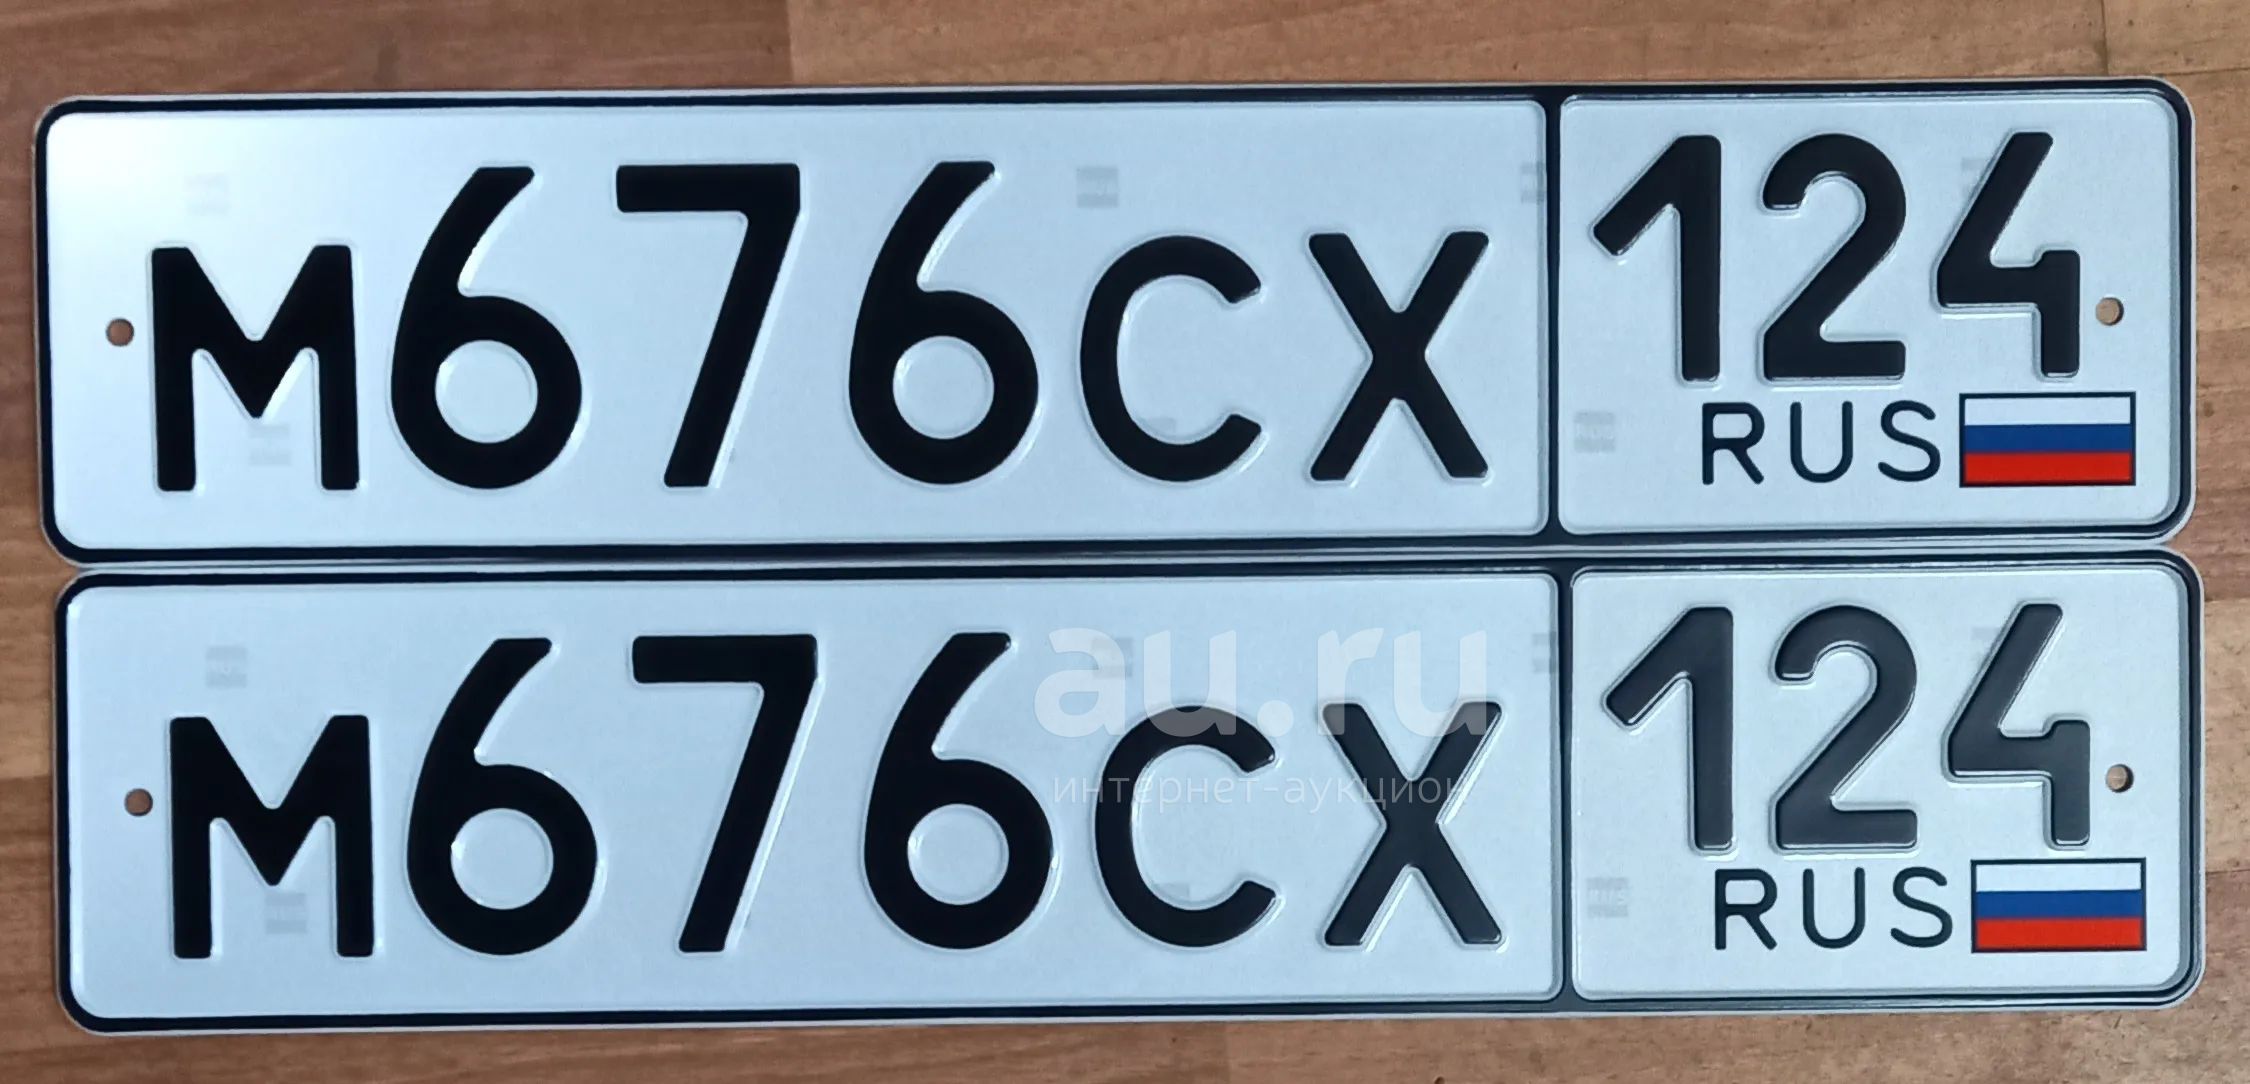 М676СХ 124
RUS
М676СХ 124
RUS
au.ru
интернет-аукцион